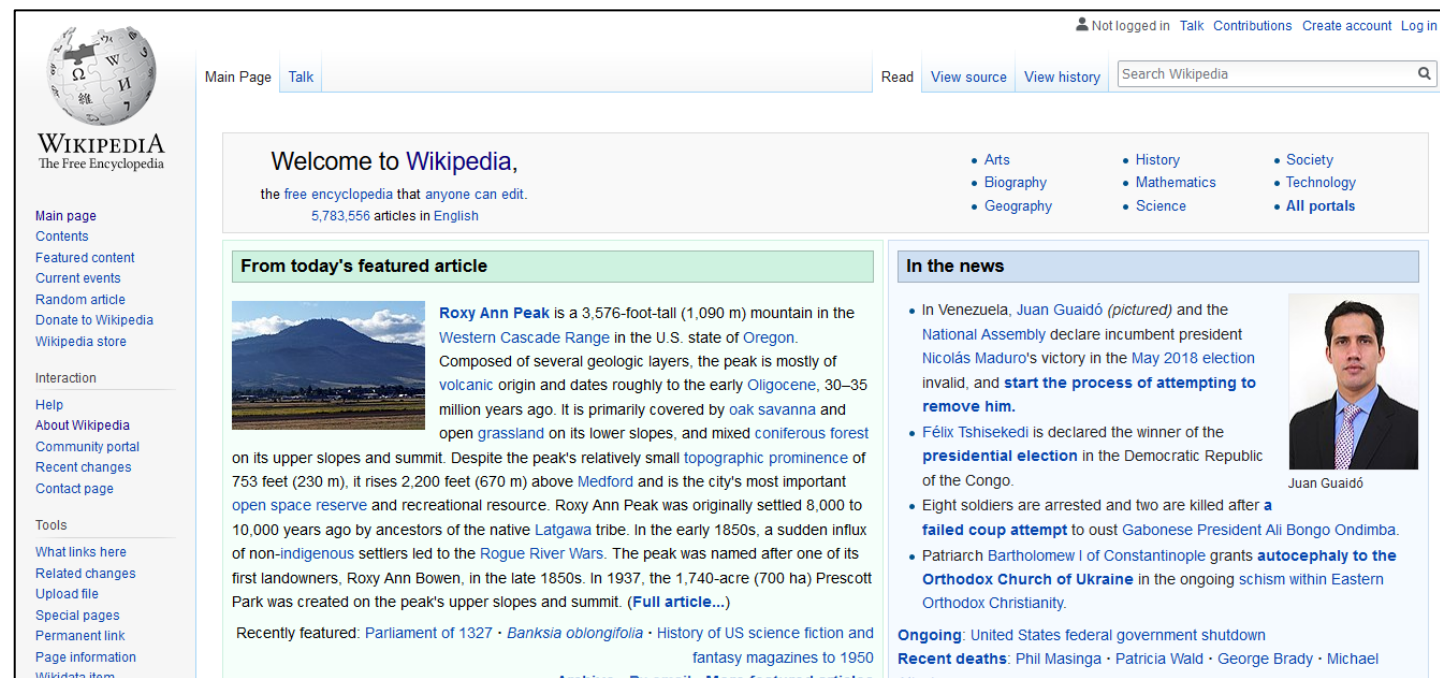 Not logged in Talk Contributions Create account Log in
Main Page Talk Read View source View history Search Wikipedia
WIKIPEDIA
The Free Encyclopedia
Main page
Contents
Featured content
Current events
Random article
Donate to Wikipedia
Wikipedia store
Interaction
Help
About Wikipedia
Community portal
Recent changes
Contact page
Tools
What links here
Related changes
Upload file
Special pages
Permanent link
Page information
Wikidata item
Welcome to Wikipedia,
the free encyclopedia that anyone can edit.
5,783,556 articles in English
• Arts
• Biography
• Geography
• History
• Mathematics
• Science
• Society
• Technology
• All portals
From today's featured article
Roxy Ann Peak is a 3,576-foot-tall (1,090 m) mountain in the
Western Cascade Range in the U.S. state of Oregon.
Composed of several geologic layers, the peak is mostly of
volcanic origin and dates roughly to the early Oligocene, 30–35
million years ago. It is primarily covered by oak savanna and
open grassland on its lower slopes, and mixed coniferous forest
on its upper slopes and summit. Despite the peak's relatively small topographic prominence of
753 feet (230 m), it rises 2,200 feet (670 m) above Medford and is the city's most important
open space reserve and recreational resource. Roxy Ann Peak was originally settled 8,000 to
10,000 years ago by ancestors of the native Latgawa tribe. In the early 1850s, a sudden influx
of non-indigenous settlers led to the Rogue River Wars. The peak was named after one of its
first landowners, Roxy Ann Bowen, in the late 1850s. In 1937, the 1,740-acre (700 ha) Prescott
Park was created on the peak's upper slopes and summit. (Full article...)
Recently featured: Parliament of 1327 · Banksia oblongifolia · History of US science fiction and
fantasy magazines to 1950
In the news
• In Venezuela, Juan Guaidó (pictured) and the
National Assembly declare incumbent president
Nicolás Maduro's victory in the May 2018 election
invalid, and start the process of attempting to
remove him.
• Félix Tshisekedi is declared the winner of the
presidential election in the Democratic Republic
of the Congo.
Juan Guaidó
• Eight soldiers are arrested and two are killed after a
failed coup attempt to oust Gabonese President Ali Bongo Ondimba.
• Patriarch Bartholomew I of Constantinople grants autocephaly to the
Orthodox Church of Ukraine in the ongoing schism within Eastern
Orthodox Christianity.
Ongoing: United States federal government shutdown
Recent deaths: Phil Masinga · Patricia Wald · George Brady · Michael